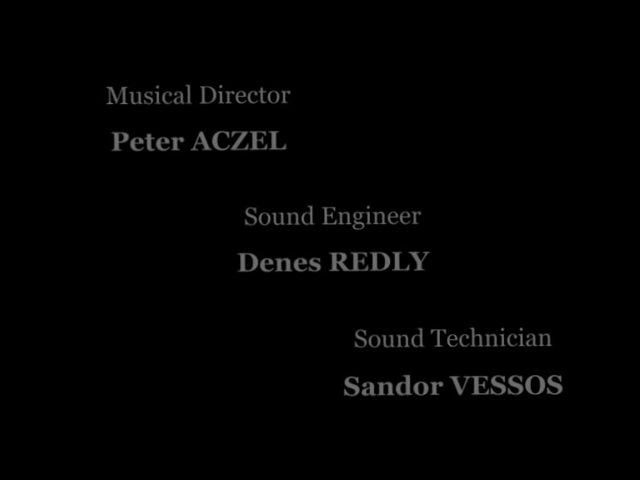 Musical Director
Peter ACZEL
Sound Engineer
Denes REDLY
Sound Technician
Sandor VESSOS